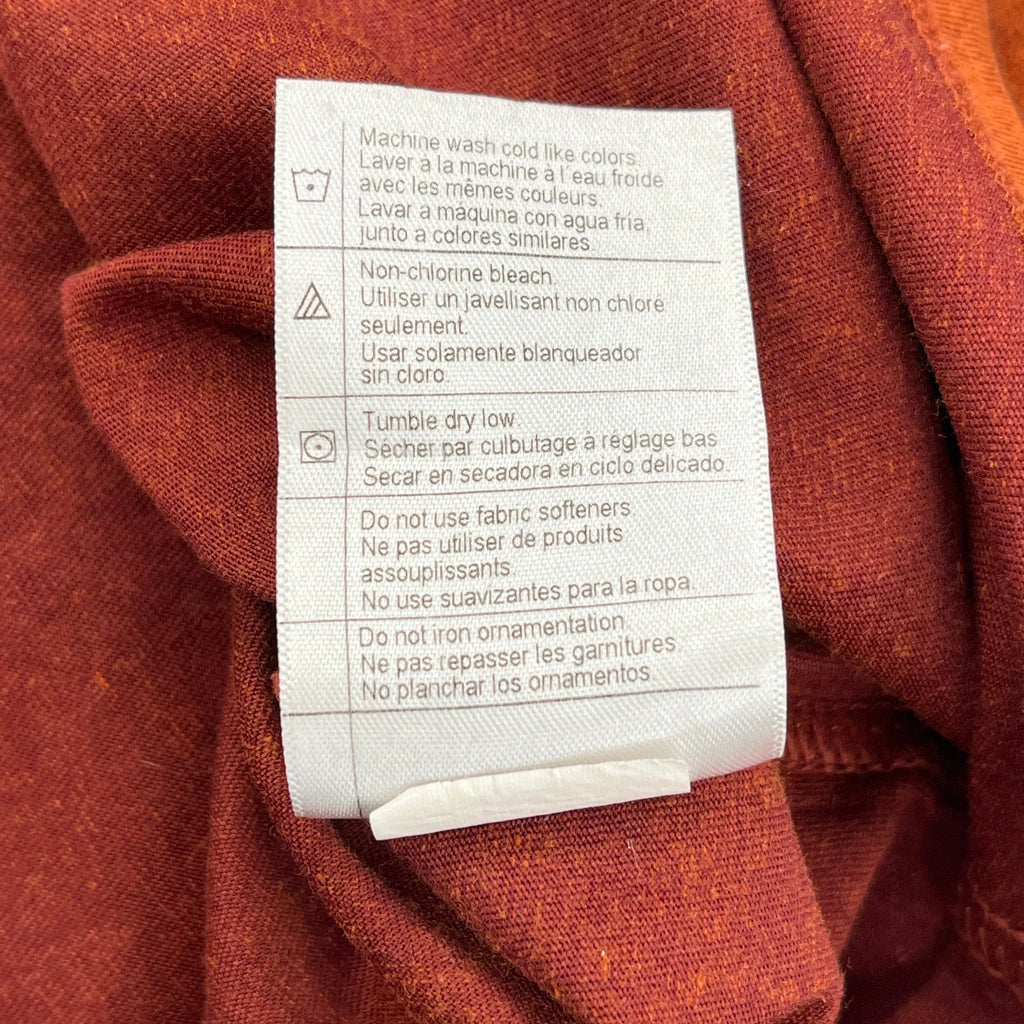 Machine wash cold like colors
Laver a la machine à l'eau froide
avec les mêmes couleurs.
Lavar a máquina con agua fria,
junto a colores similares.
Non-chlorine bleach.
Utiliser un javellisant non chloré
seulement.
Usar solamente blanqueador
sin cloro.
Tumble dry low.
Sécher par culbutage à réglage bas
Secar en secadora en ciclo delicado.
Do not use fabric softeners.
Ne pas utiliser de produits
assouplissants.
No use suavizantes para la ropa.
Do not iron ornamentation
Ne pas repasser les garnitures.
No planchar los ornamentos